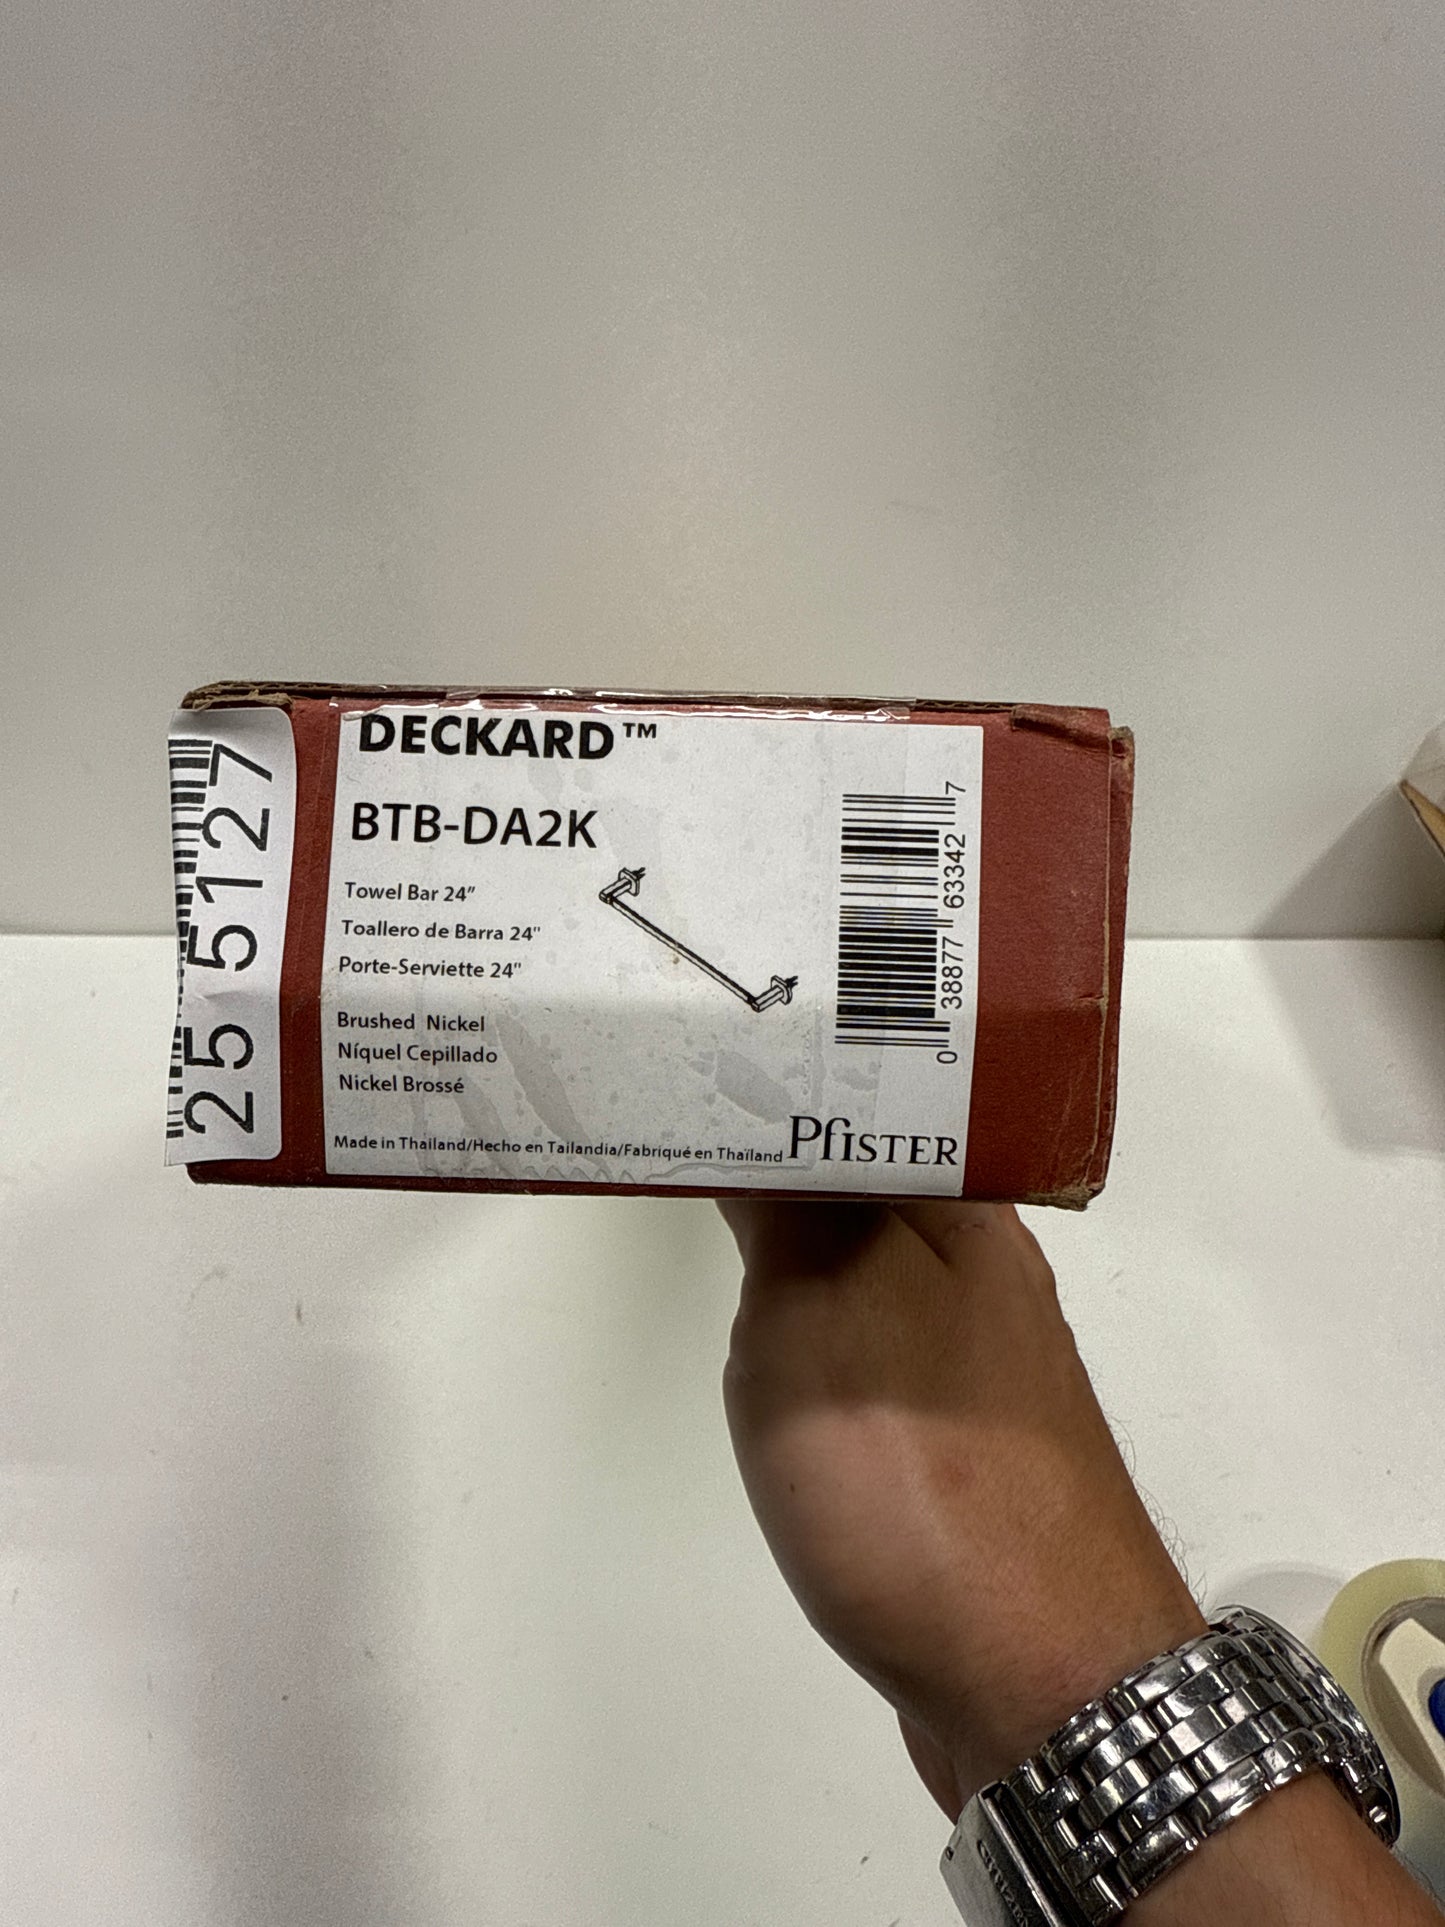 25 5127
DECKARD™
BTB-DA2K
Towel Bar 24"
Toallero de Barra 24"
Porte-Serviette 24"
Brushed Nickel
Níquel Cepillado
Nickel Brossé
Made in Thailand/Hecho en Tailandia/Fabriqué en Thaïland
Pfister
0 38877 63342 7
CITIZEN